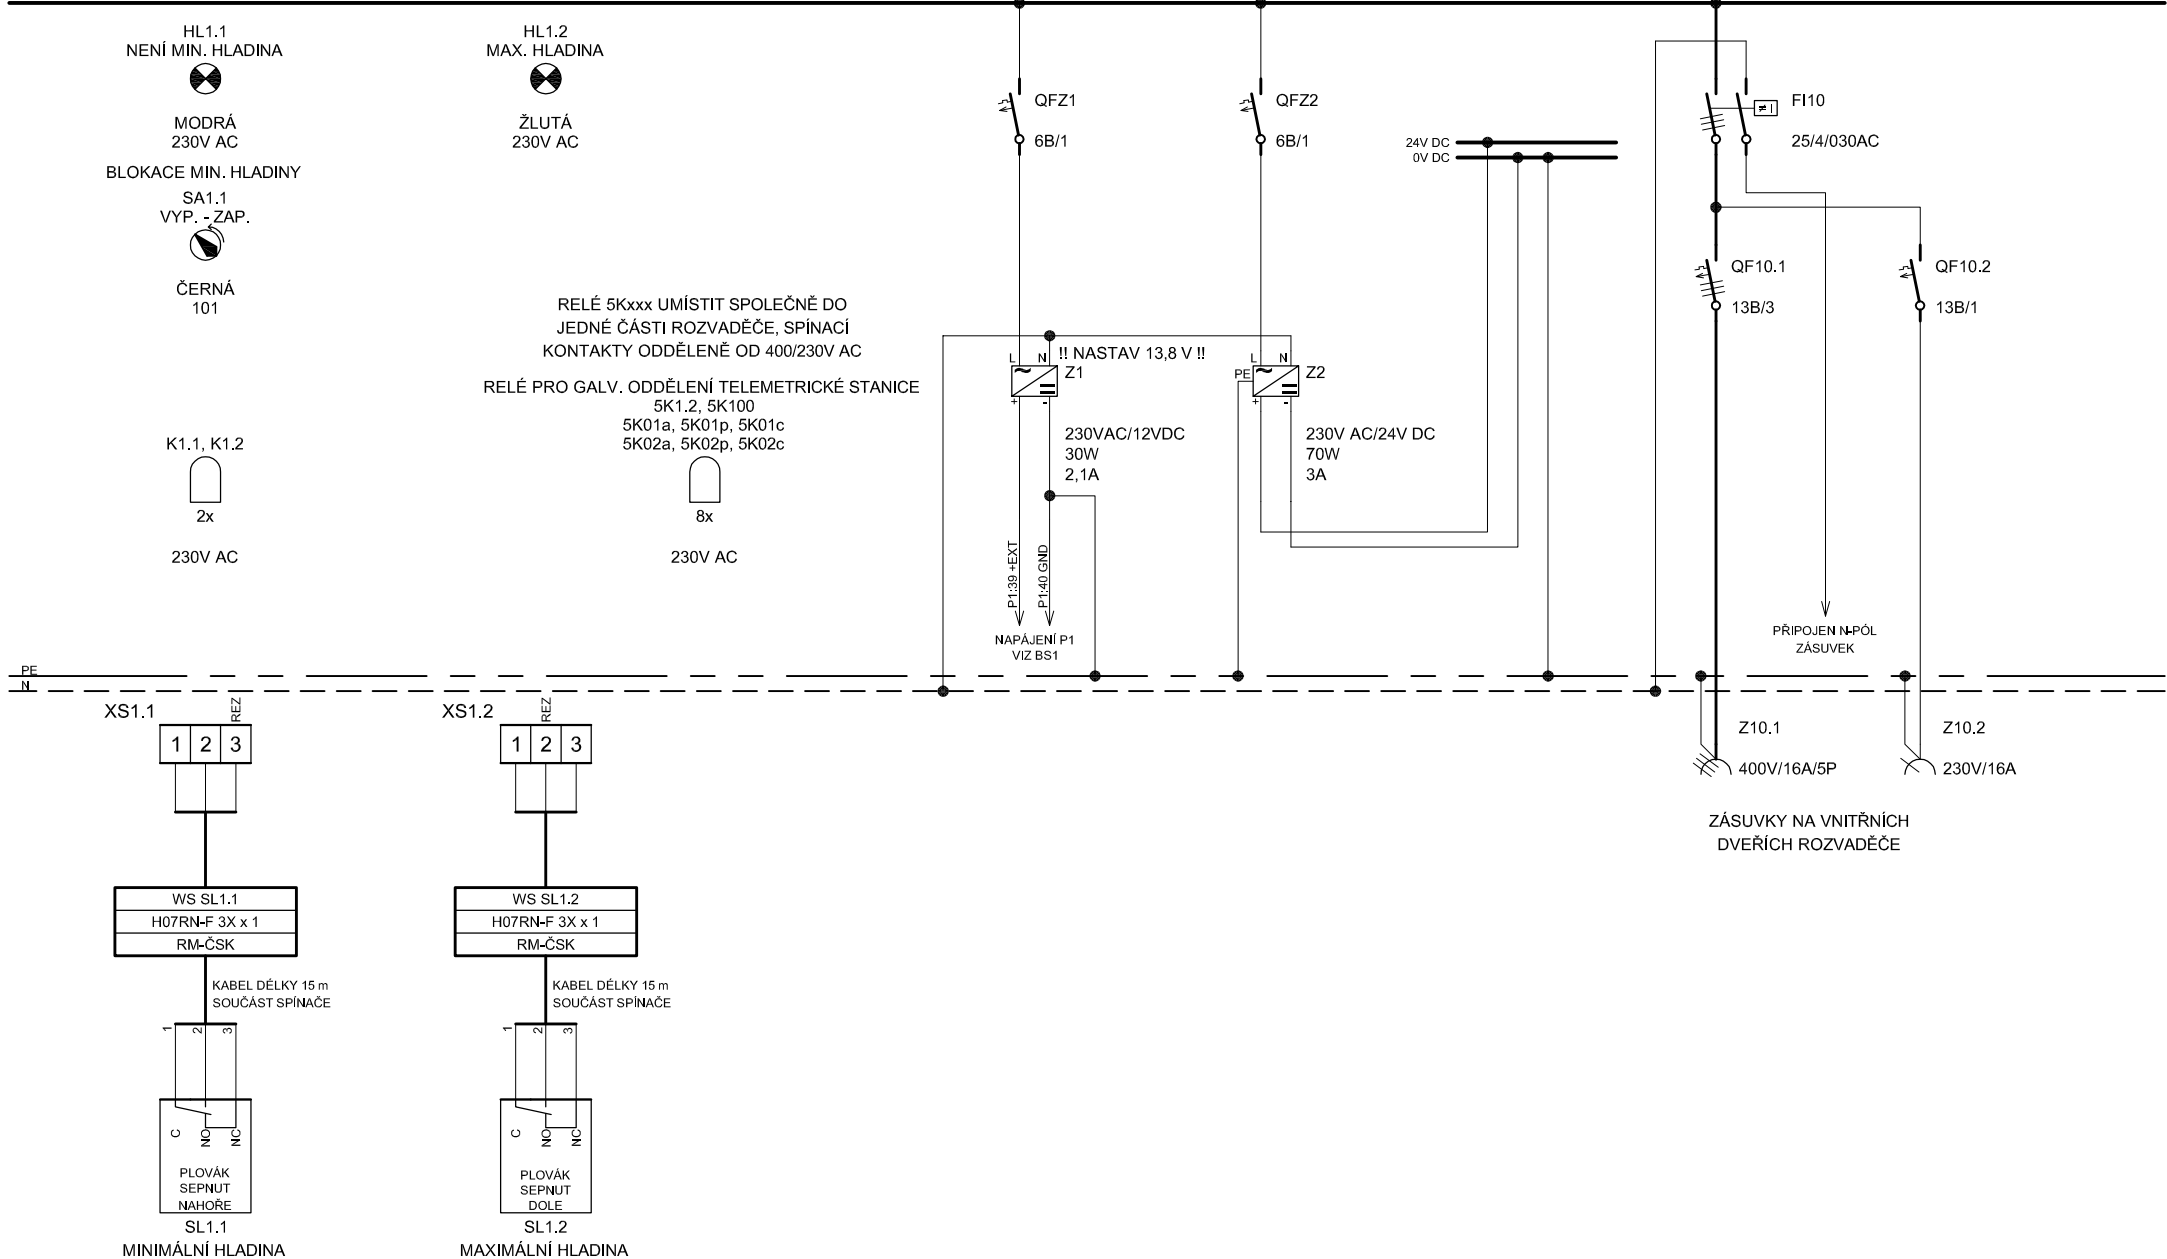 HL1.1
NENÍ MIN. HLADINA
MODRÁ
230V AC
BLOKACE MIN. HLADINY
SA1.1
VYP. - ZAP.
ČERNÁ
101
K1.1, K1.2
2x
230V AC
HL1.2
MAX. HLADINA
ŽLUTÁ
230V AC
RELÉ 5Kxxx UMÍSTIT SPOLEČNĚ DO
JEDNÉ ČÁSTI ROZVADĚČE, SPÍNACÍ
KONTAKTY ODDĚLENĚ OD 400/230V AC
RELÉ PRO GALV. ODDĚLENÍ TELEMETRICKÉ STANICE
5K1.2, 5K100
5K01a, 5K01p, 5K01c
5K02a, 5K02p, 5K02c
8x
230V AC
QFZ1
6B/1
L N
!! NASTAV 13,8 V !!
Z1
+ -
230VAC/12VDC
30W
2,1A
P1:39 +EXT
P1:40 GND
NAPÁJENÍ P1
VIZ BS1
QFZ2
6B/1
L N
PE
Z2
+ -
230V AC/24V DC
70W
3A
24V DC
0V DC
FI10
≠ I
25/4/030AC
QF10.1
13B/3
QF10.2
13B/1
PŘIPOJEN N-PÓL
ZÁSUVEK
PE
N
XS1.1
REZ
1 2 3
WS SL1.1
H07RN-F 3X x 1
RM-ČSK
KABEL DÉLKY 15 m
SOUČÁST SPÍNAČE
1 2 3
C NO NC
PLOVÁK
SEPNUT
NAHOŘE
SL1.1
MINIMÁLNÍ HLADINA
XS1.2
REZ
1 2 3
WS SL1.2
H07RN-F 3X x 1
RM-ČSK
KABEL DÉLKY 15 m
SOUČÁST SPÍNAČE
1 2 3
C NO NC
PLOVÁK
SEPNUT
DOLE
SL1.2
MAXIMÁLNÍ HLADINA
Z10.1
400V/16A/5P
Z10.2
230V/16A
ZÁSUVKY NA VNITŘNÍCH
DVEŘÍCH ROZVADĚČE